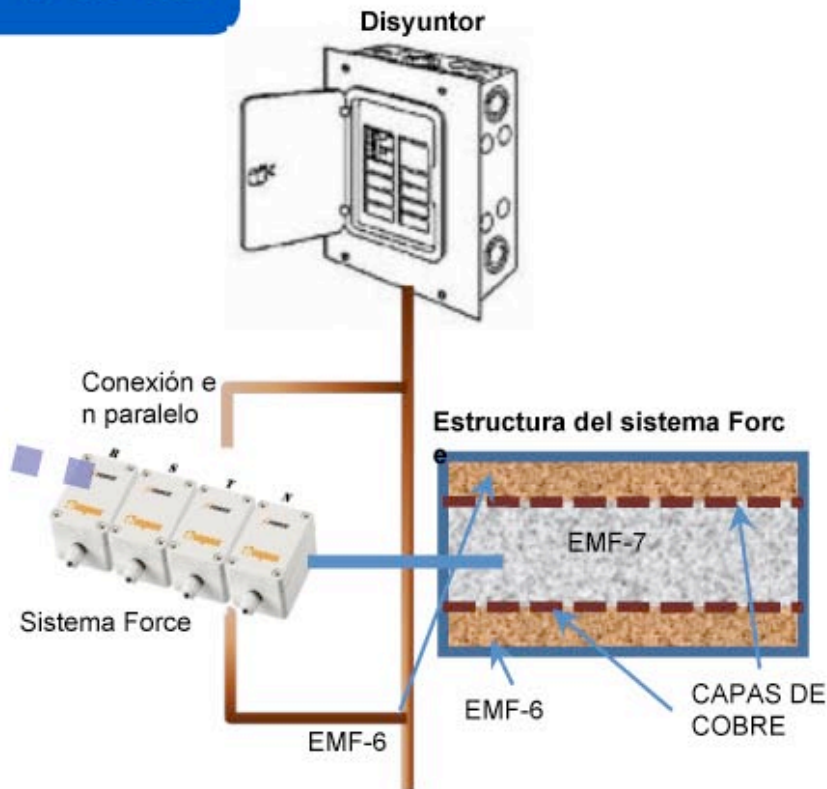 Disyuntor
Conexión e
n paralelo
Estructura del sistema Forc
e
R
S
T
N
EMF-7
Sistema Force
EMF-6
EMF-6
CAPAS DE
COBRE